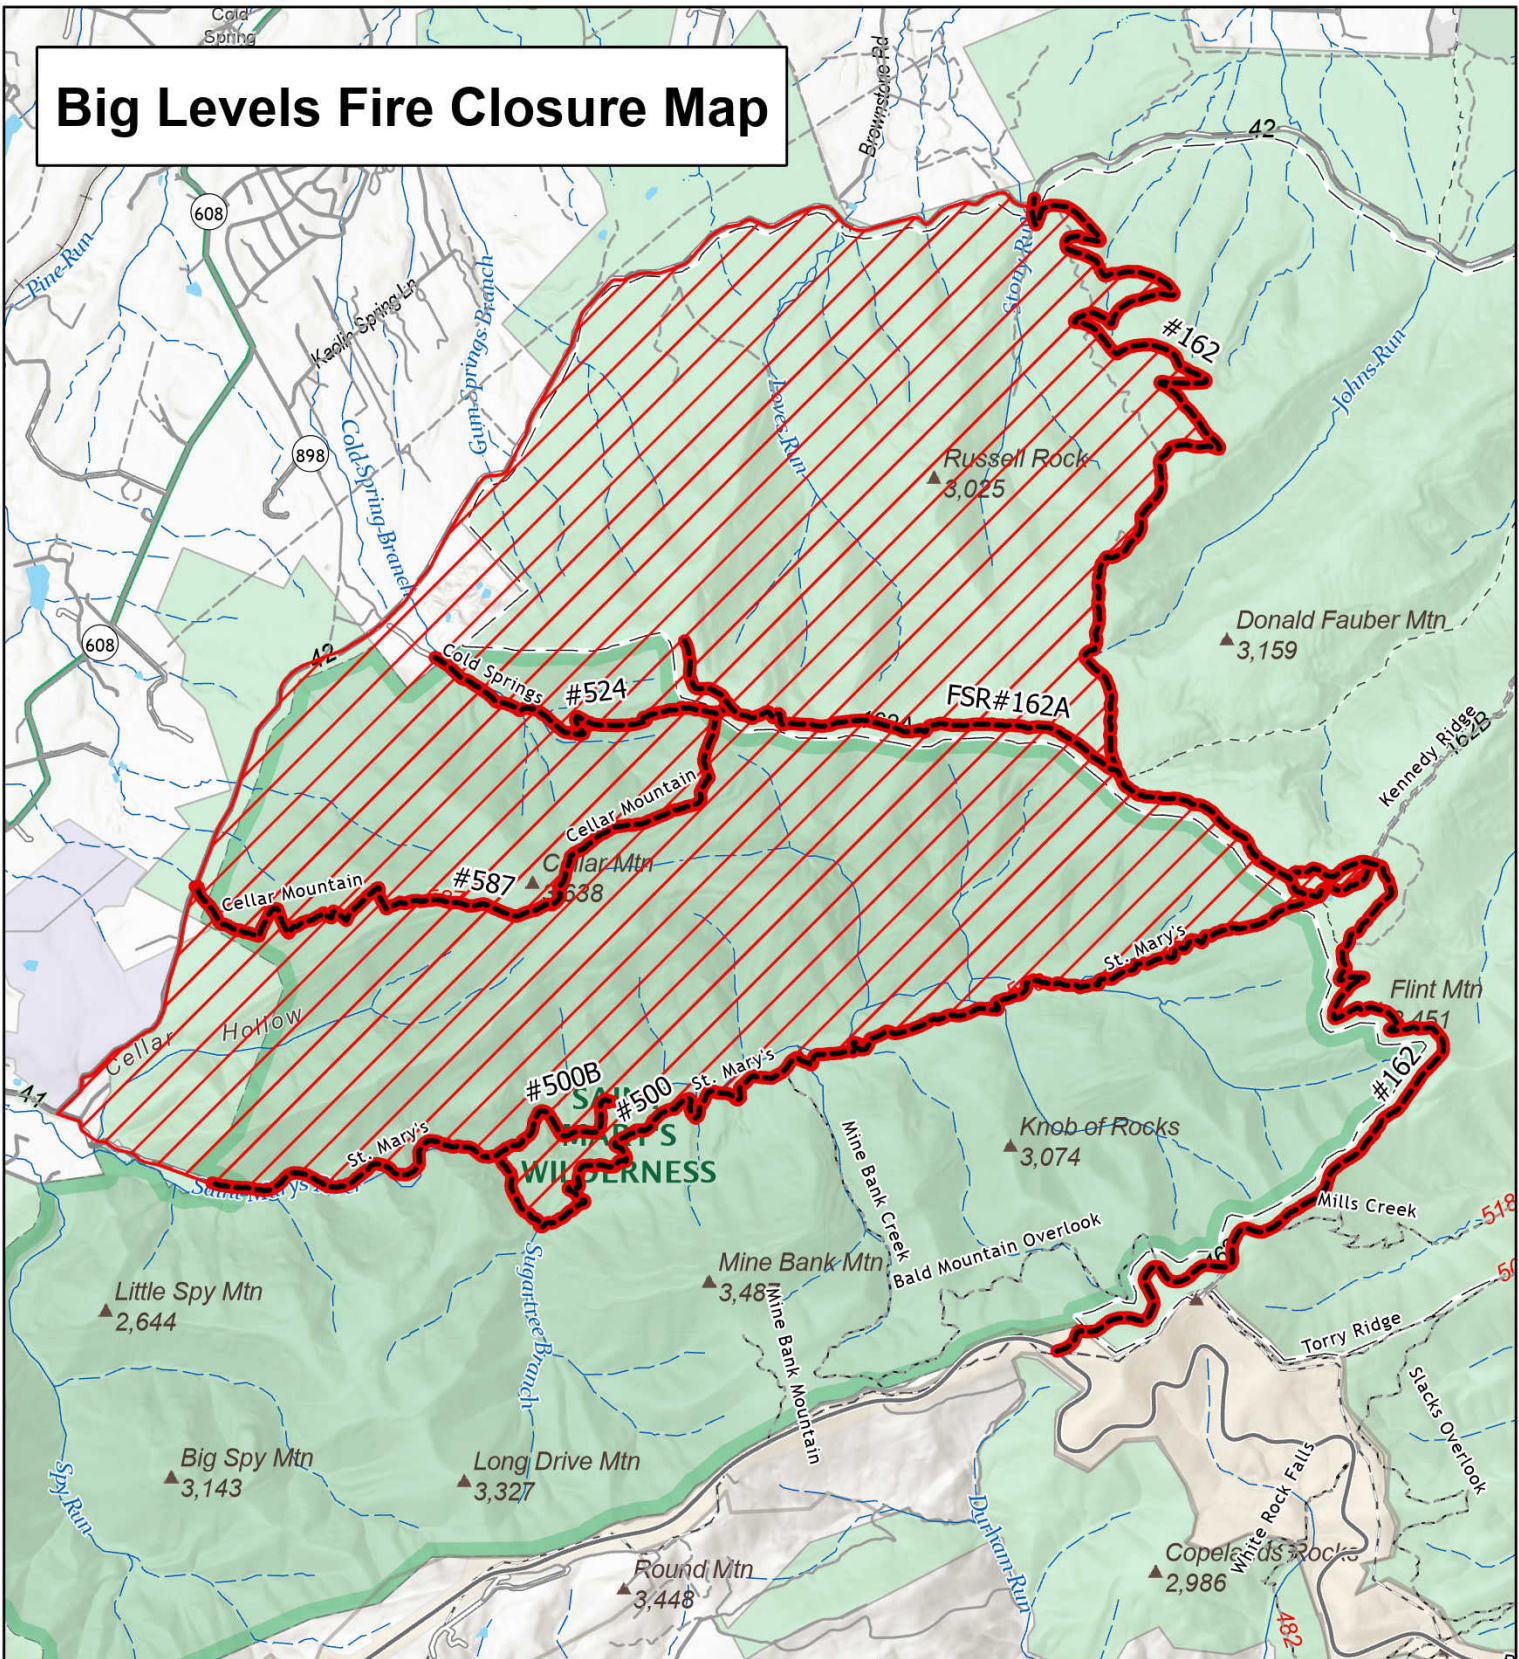 Cold
Spring
Big Levels Fire Closure Map
Brownstone Rd
42
608
Pine Run
Gum Springs Branch
Kaolin Spring Ln
Stony Run
#162
Johns Run
Loves Run
898
Cold Spring Branch
Russell Rock
3,025
608
42
Donald Fauber Mtn
3,159
Cold Springs
#524
FSR#162A
Kennedy Ridge
162B
Cellar Mountain
Cellar Mountain
#587
St. Mary's
Flint Mtn
Cellar Hollow
41
#500B
#500
St. Mary's
#162
St. Mary's
SAINT
MARY'S
WILDERNESS
Knob of Rocks
3,074
Mine Bank Creek
Mills Creek
518
Bald Mountain Overlook
Mine Bank Mtn
3,487
Sugartree Branch
Little Spy Mtn
2,644
Mine Bank Mountain
Torry Ridge
Slacks Overlook
Big Spy Mtn
3,143
Long Drive Mtn
3,327
Spy Run
White Rock Falls
Durham Run
Copelands Rocks
2,986
Round Mtn
3,448
482